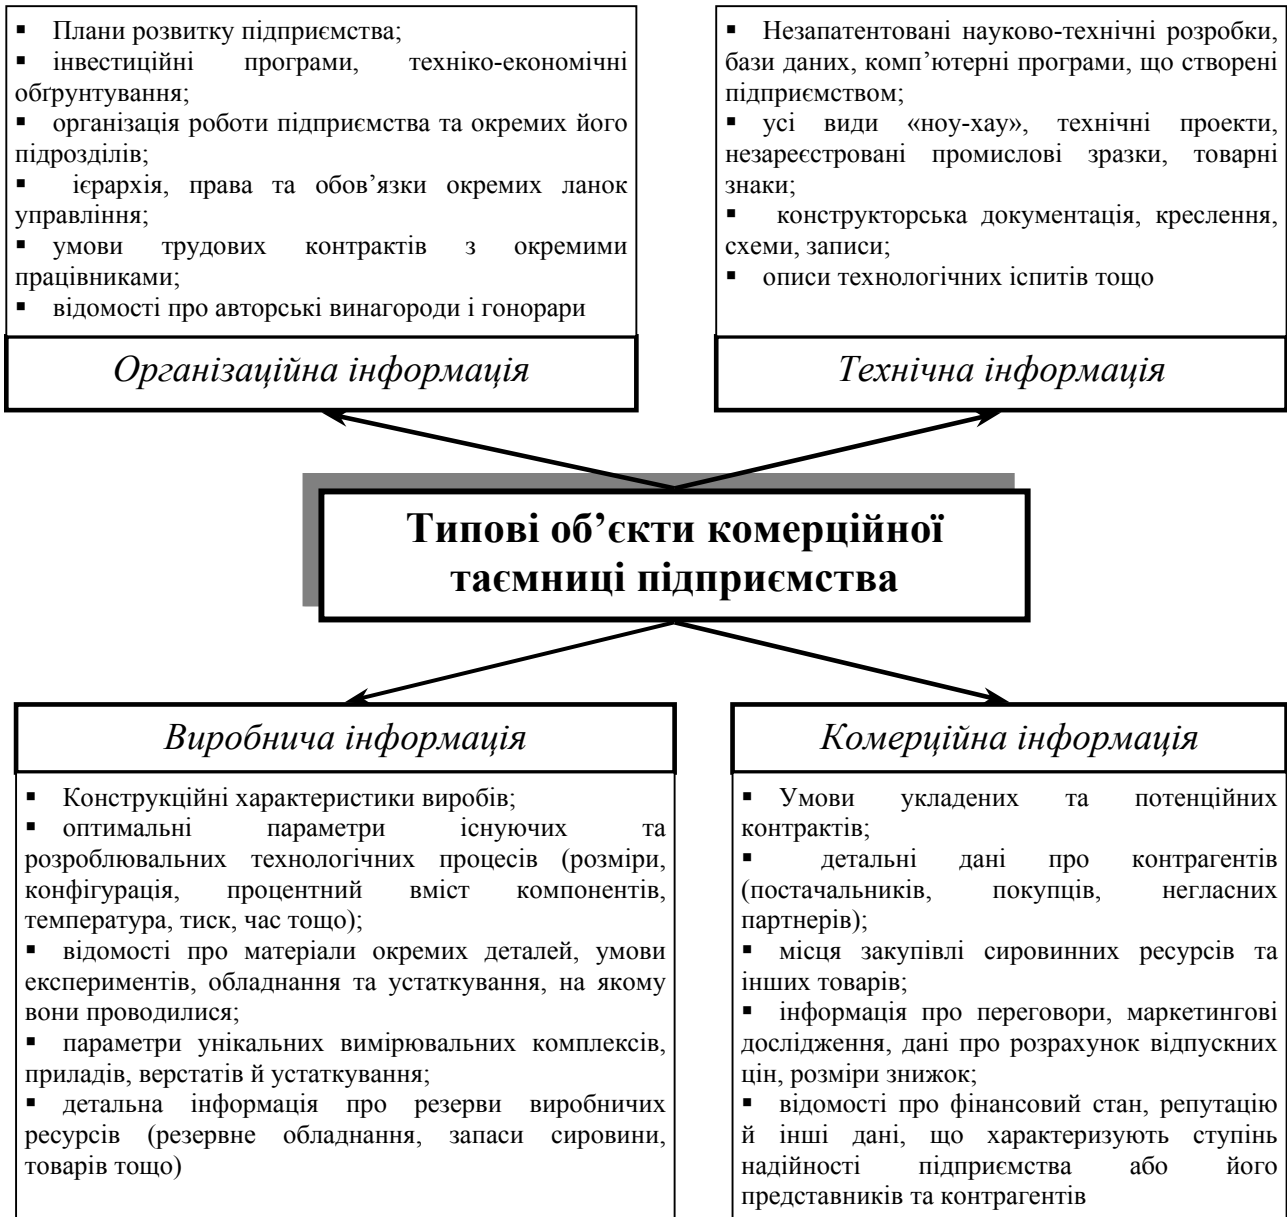 ▪ Плани розвитку підприємства;
▪ інвестиційні програми, техніко-економічні
обґрунтування;
▪ організація роботи підприємства та окремих його
підрозділів;
▪ ієрархія, права та обов’язки окремих ланок
управління;
▪ умови трудових контрактів з окремими
працівниками;
▪ відомості про авторські винагороди і гонорари
Організаційна інформація
▪ Незапатентовані науково-технічні розробки,
бази даних, комп’ютерні програми, що створені
підприємством;
▪ усі види «ноу-хау», технічні проекти,
незареєстровані промислові зразки, товарні
знаки;
▪ конструкторська документація, креслення,
схеми, записи;
▪ описи технологічних іспитів тощо
Технічна інформація
Типові об’єкти комерційної
таємниці підприємства
Виробнича інформація
▪ Конструкційні характеристики виробів;
▪ оптимальні параметри існуючих та
розроблювальних технологічних процесів (розміри,
конфігурація, процентний вміст компонентів,
температура, тиск, час тощо);
▪ відомості про матеріали окремих деталей, умови
експериментів, обладнання та устаткування, на якому
вони проводилися;
▪ параметри унікальних вимірювальних комплексів,
приладів, верстатів й устаткування;
▪ детальна інформація про резерви виробничих
ресурсів (резервне обладнання, запаси сировини,
товарів тощо)
Комерційна інформація
▪ Умови укладених та потенційних
контрактів;
▪ детальні дані про контрагентів
(постачальників, покупців, негласних
партнерів);
▪ місця закупівлі сировинних ресурсів та
інших товарів;
▪ інформація про переговори, маркетингові
дослідження, дані про розрахунок відпускних
цін, розміри знижок;
▪ відомості про фінансовий стан, репутацію
й інші дані, що характеризують ступінь
надійності підприємства або його
представників та контрагентів